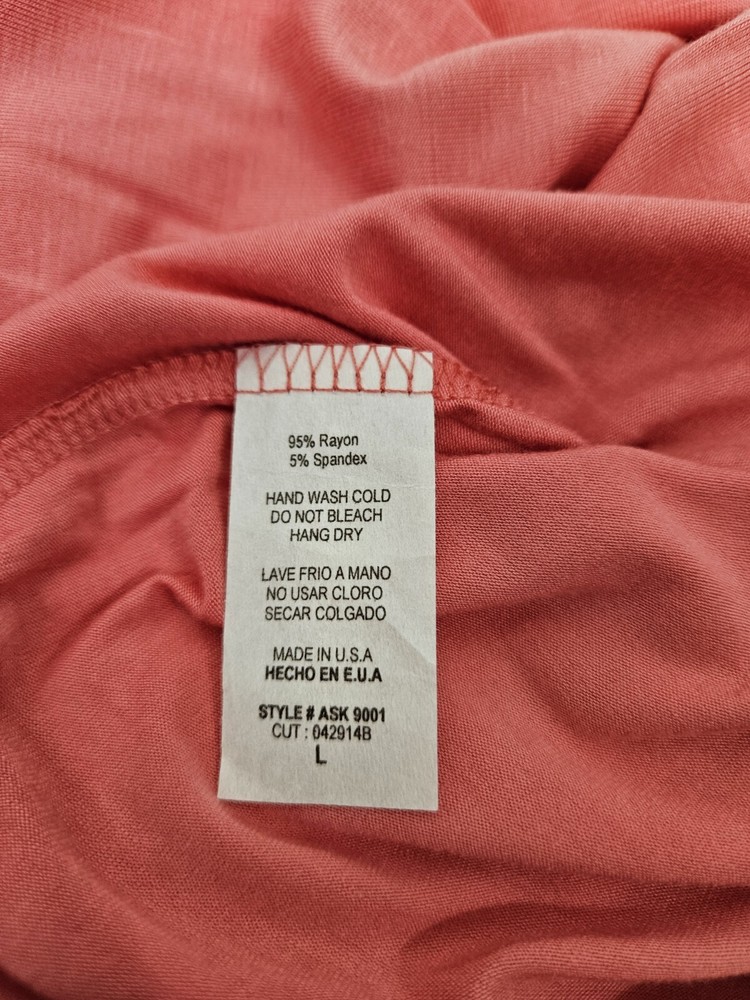 95% Rayon
5% Spandex
HAND WASH COLD
DO NOT BLEACH
HANG DRY
LAVE FRIO A MANO
NO USAR CLORO
SECAR COLGADO
MADE IN U.S.A
HECHO EN E.U.A
STYLE # ASK 9001
CUT : 042914B
L